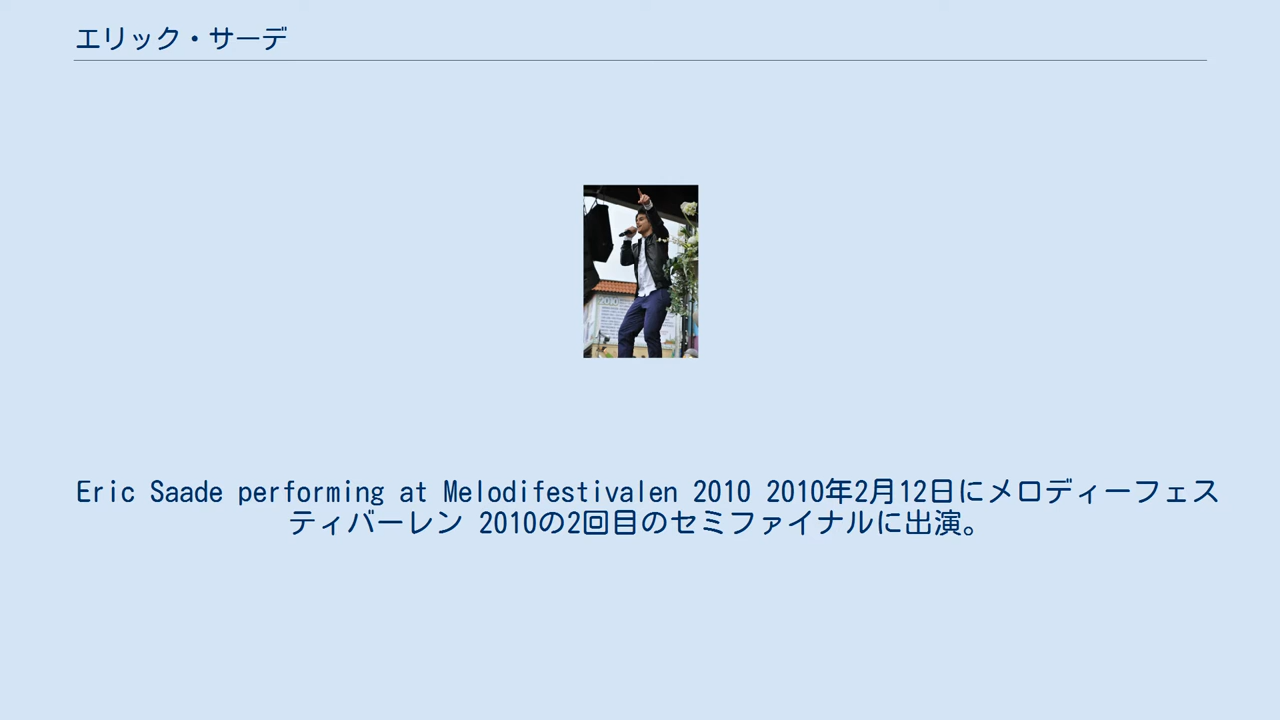 エリック・サーデ
Eric Saade performing at Melodifestivalen 2010 2010年2月12日にメロディーフェス
ティバーレン 2010の2回目のセミファイナルに出演。